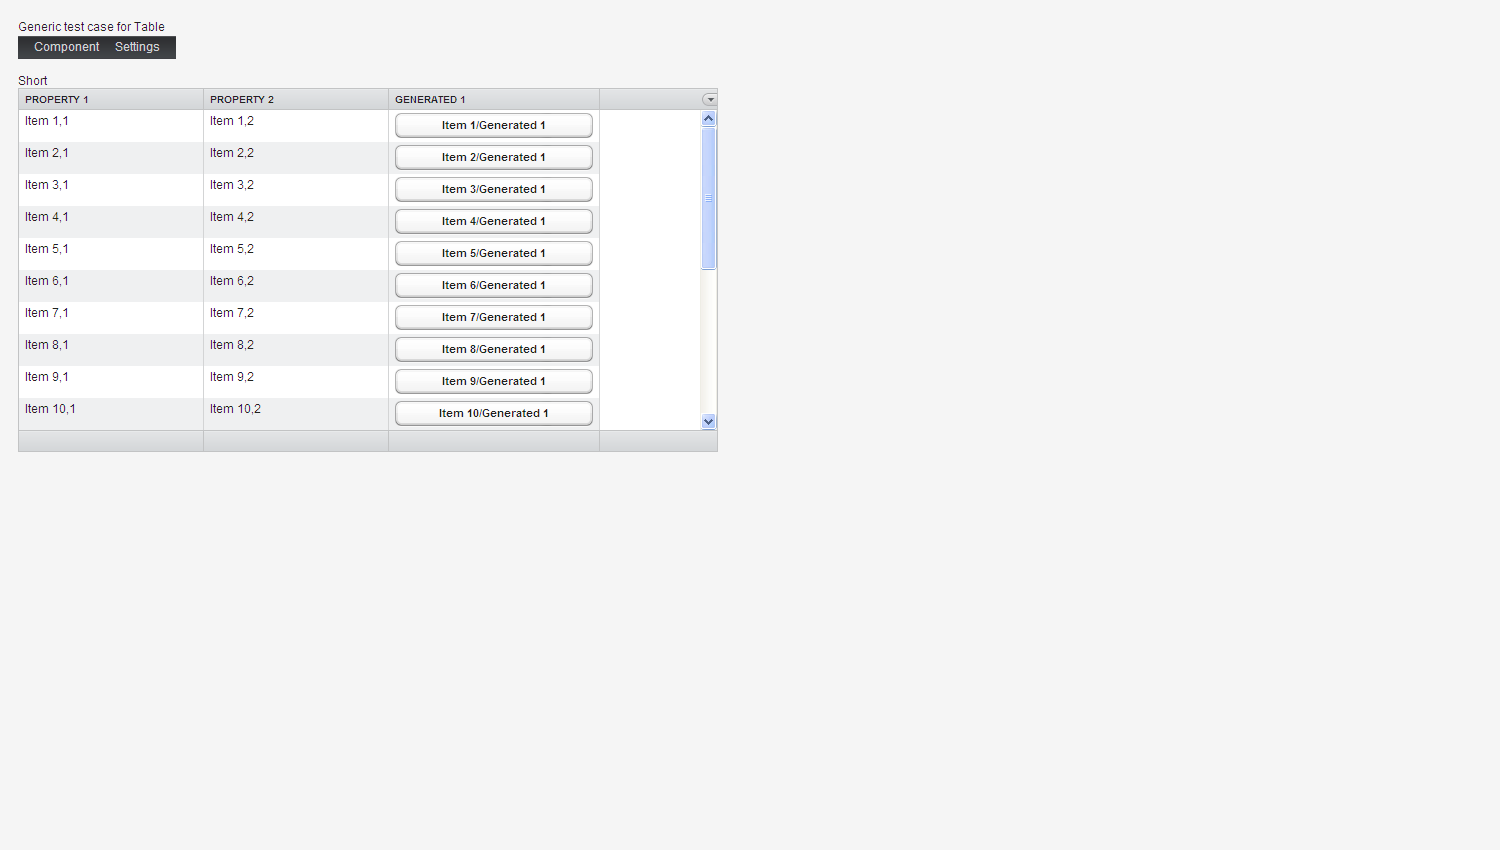 Generic test case for Table
Component Settings
Short
PROPERTY 1 PROPERTY 2 GENERATED 1
Item 1,1 Item 1,2 Item 1/Generated 1
Item 2,1 Item 2,2 Item 2/Generated 1
Item 3,1 Item 3,2 Item 3/Generated 1
Item 4,1 Item 4,2 Item 4/Generated 1
Item 5,1 Item 5,2 Item 5/Generated 1
Item 6,1 Item 6,2 Item 6/Generated 1
Item 7,1 Item 7,2 Item 7/Generated 1
Item 8,1 Item 8,2 Item 8/Generated 1
Item 9,1 Item 9,2 Item 9/Generated 1
Item 10,1 Item 10,2 Item 10/Generated 1